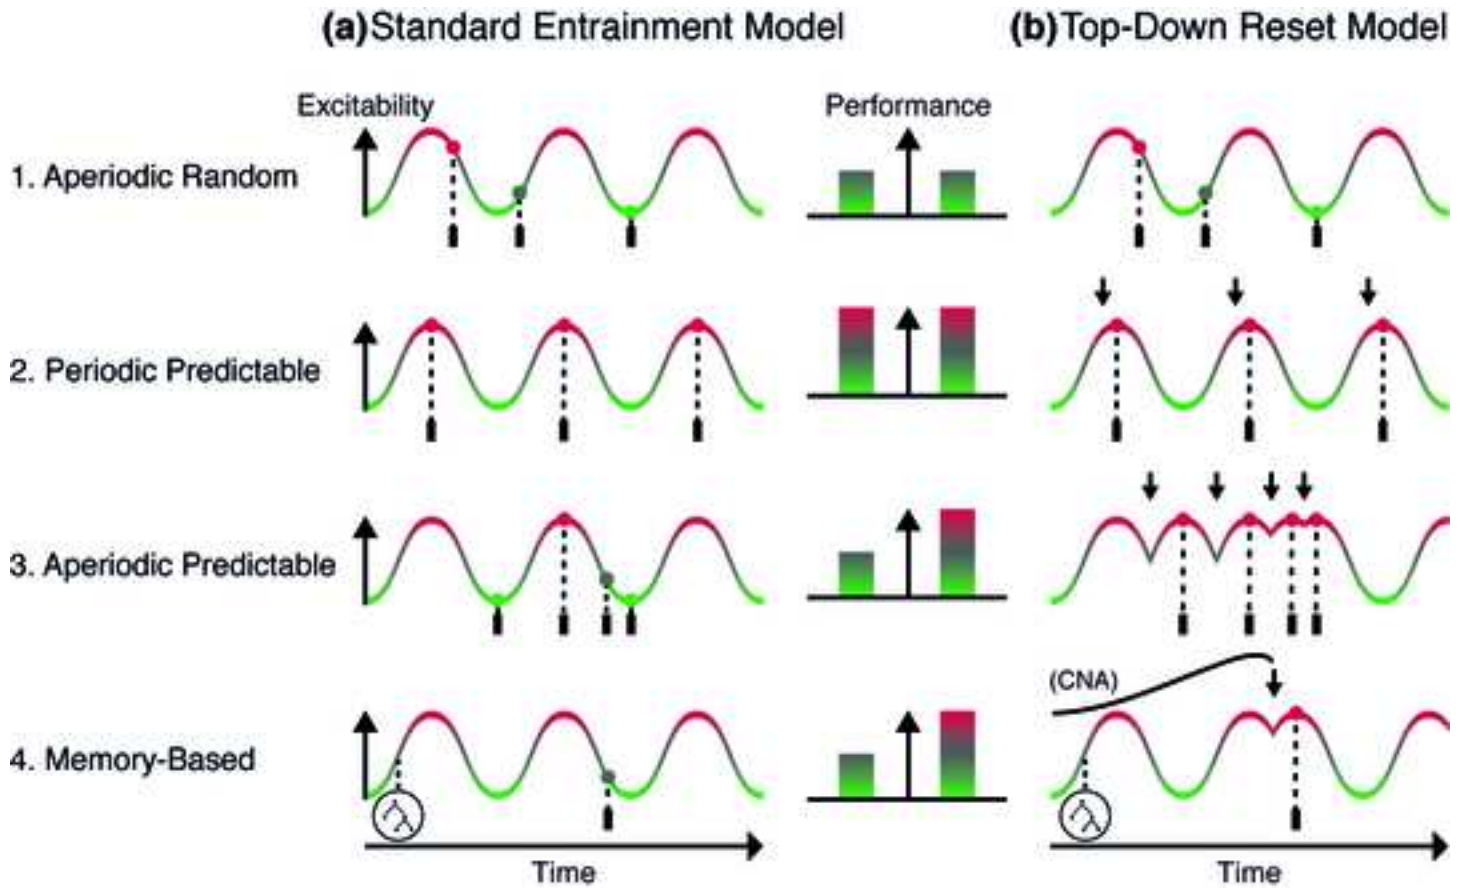 (a) Standard Entrainment Model
(b) Top-Down Reset Model
Excitability
Performance
1. Aperiodic Random
2. Periodic Predictable
3. Aperiodic Predictable
(CNA)
4. Memory-Based
Time
Time